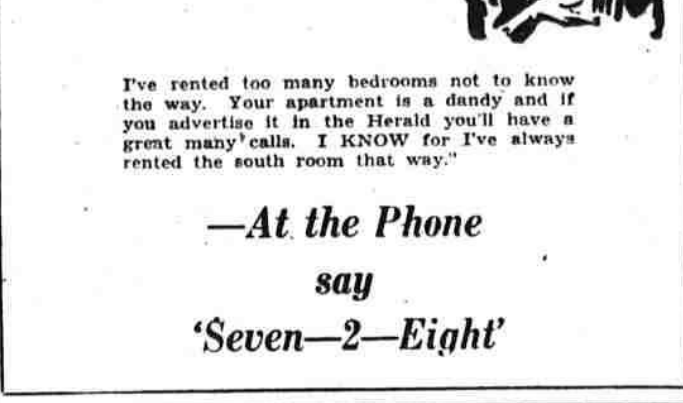 I've rented too many bedrooms not to know
the way. Your apartment is a dandy and if
you advertise it in the Herald you'll have a
great many calls. I KNOW for I've always
rented the south room that way."
—At the Phone
say
'Seven—2—Eight'